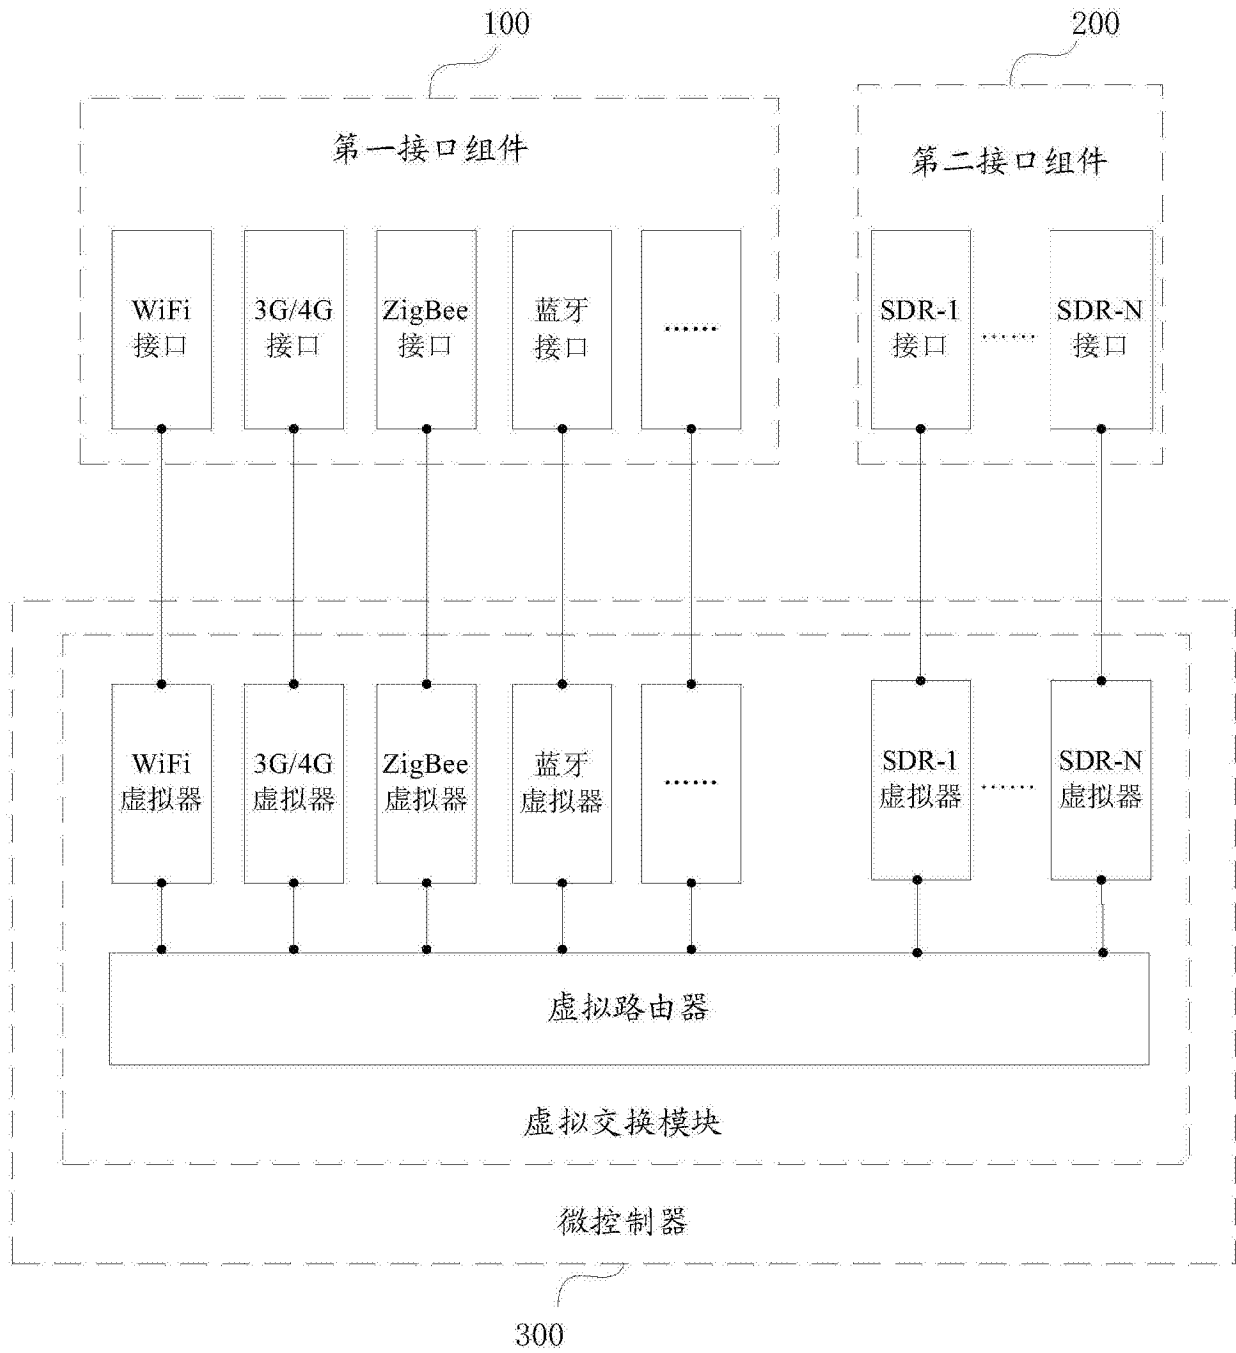 100
200
第一接口组件
第二接口组件
WiFi
接口
3G/4G
接口
ZigBee
接口
蓝牙
接口
……
SDR-1
接口
……
SDR-N
接口
WiFi
虚拟器
3G/4G
虚拟器
ZigBee
虚拟器
蓝牙
虚拟器
……
SDR-1
虚拟器
……
SDR-N
虚拟器
虚拟路由器
虚拟交换模块
微控制器
300